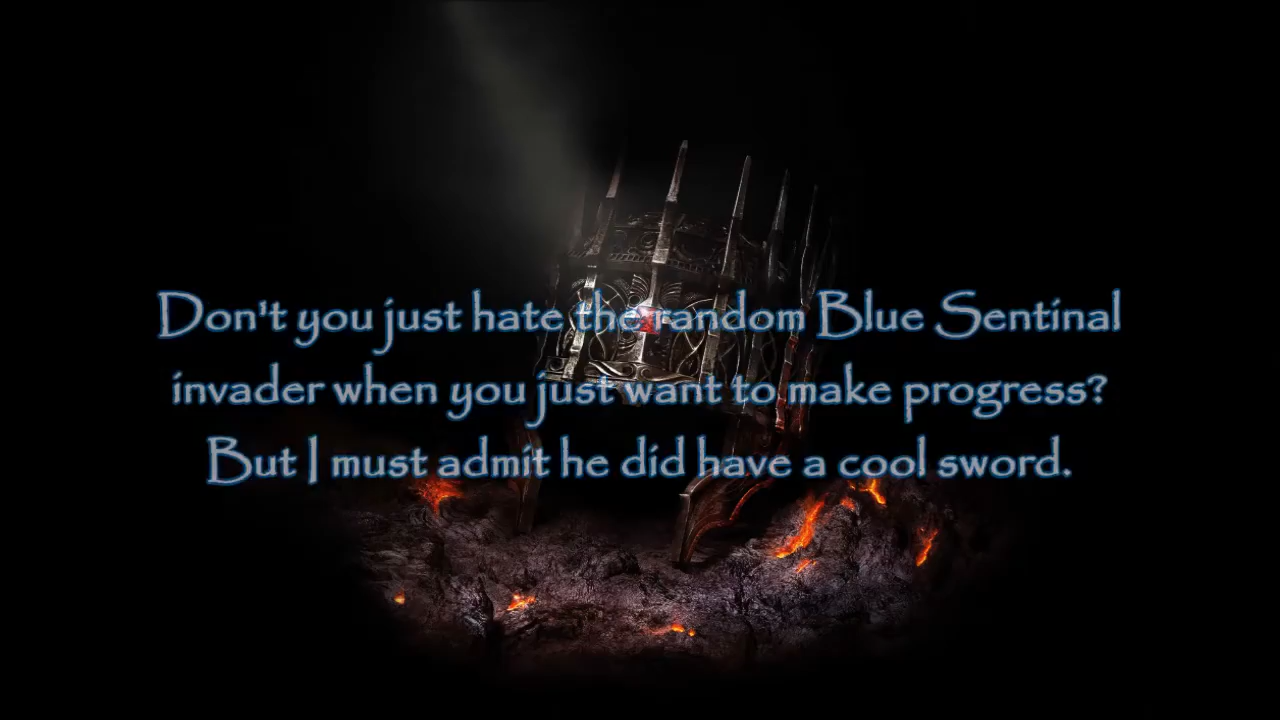 Don't you just hate the random Blue Sentinal
invader when you just want to make progress?
But I must admit he did have a cool sword.